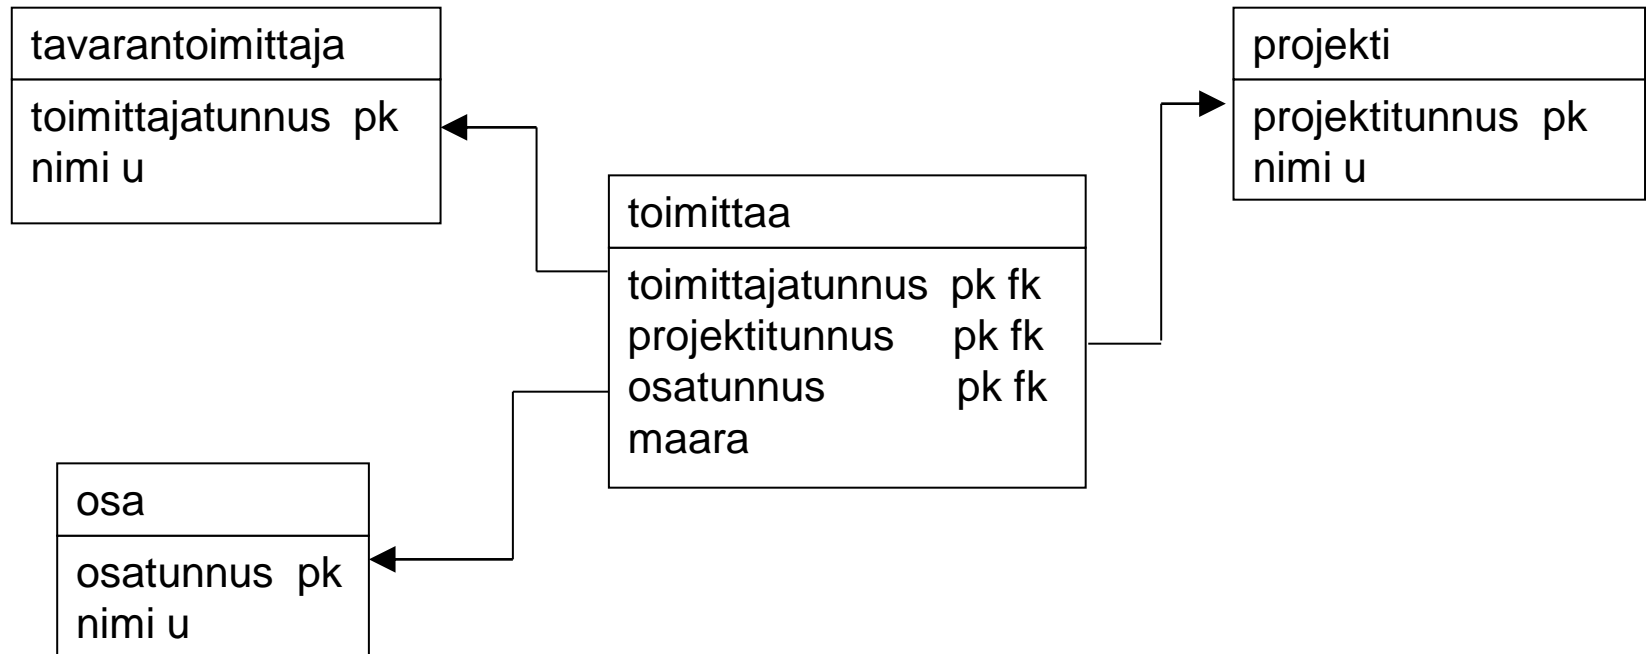 tavarantoimittaja
toimittajatunnus pk
nimi u
projekti
projektitunnus pk
nimi u
toimittaa
toimittajatunnus pk fk
projektitunnus pk fk
osatunnus pk fk
maara
osa
osatunnus pk
nimi u